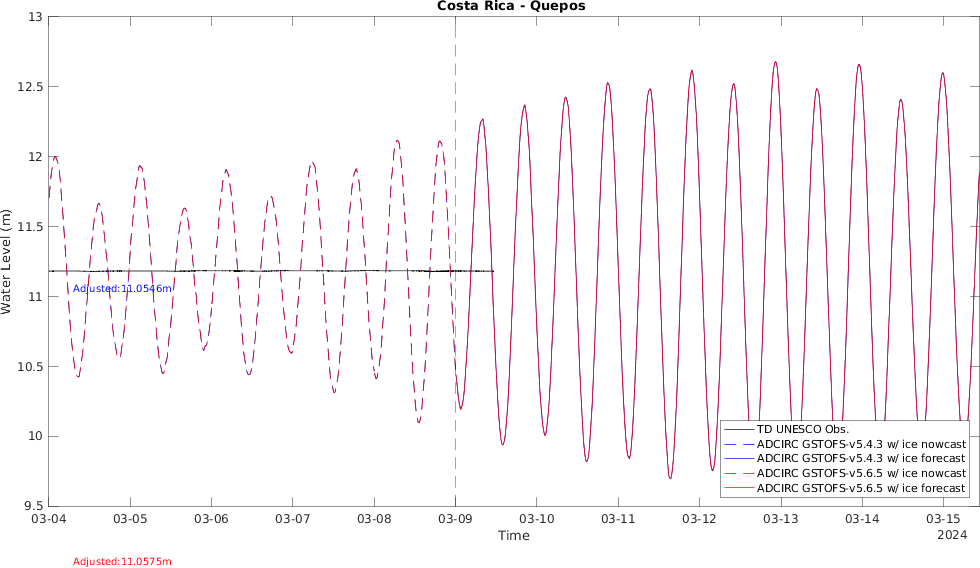 Costa Rica - Quepos
13
12.5
12
11.5
11
10.5
10
9.5
Water Level (m)
Adjusted:11.0546m
TD UNESCO Obs.
ADCIRC GSTOFS-v5.4.3 w/ ice nowcast
ADCIRC GSTOFS-v5.4.3 w/ ice forecast
ADCIRC GSTOFS-v5.6.5 w/ ice nowcast
ADCIRC GSTOFS-v5.6.5 w/ ice forecast
03-04 03-05 03-06 03-07 03-08 03-09 03-10 03-11 03-12 03-13 03-14 03-15
Time
2024
Adjusted:11.0575m